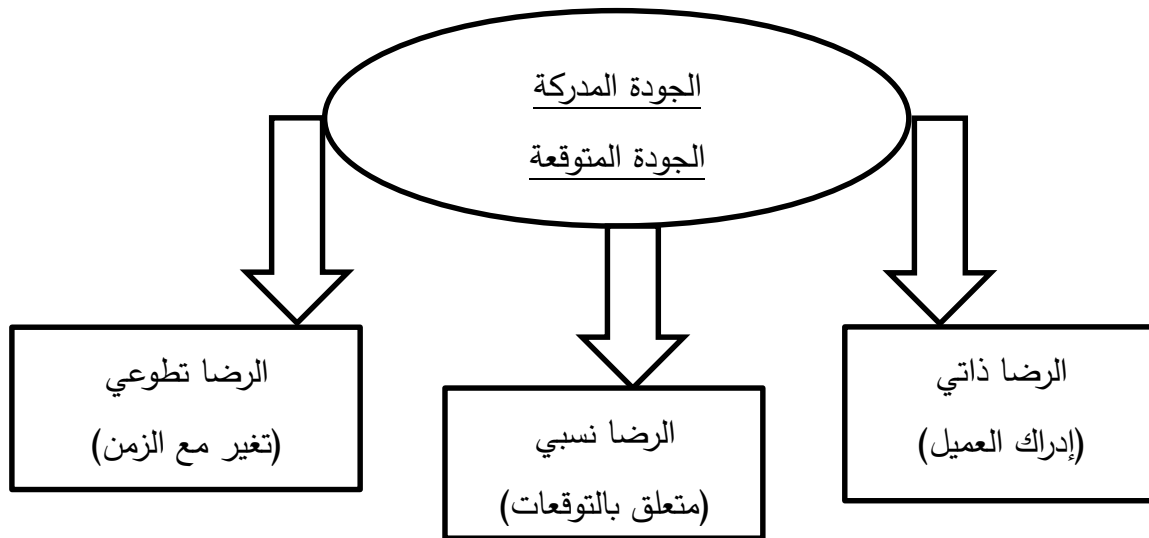 الجودة المدركة
الجودة المتوقعة
الرضا ذاتي
(إدراك العميل)
الرضا نسبي
(متعلق بالتوقعات)
الرضا تطوعي
(تغير مع الزمن)